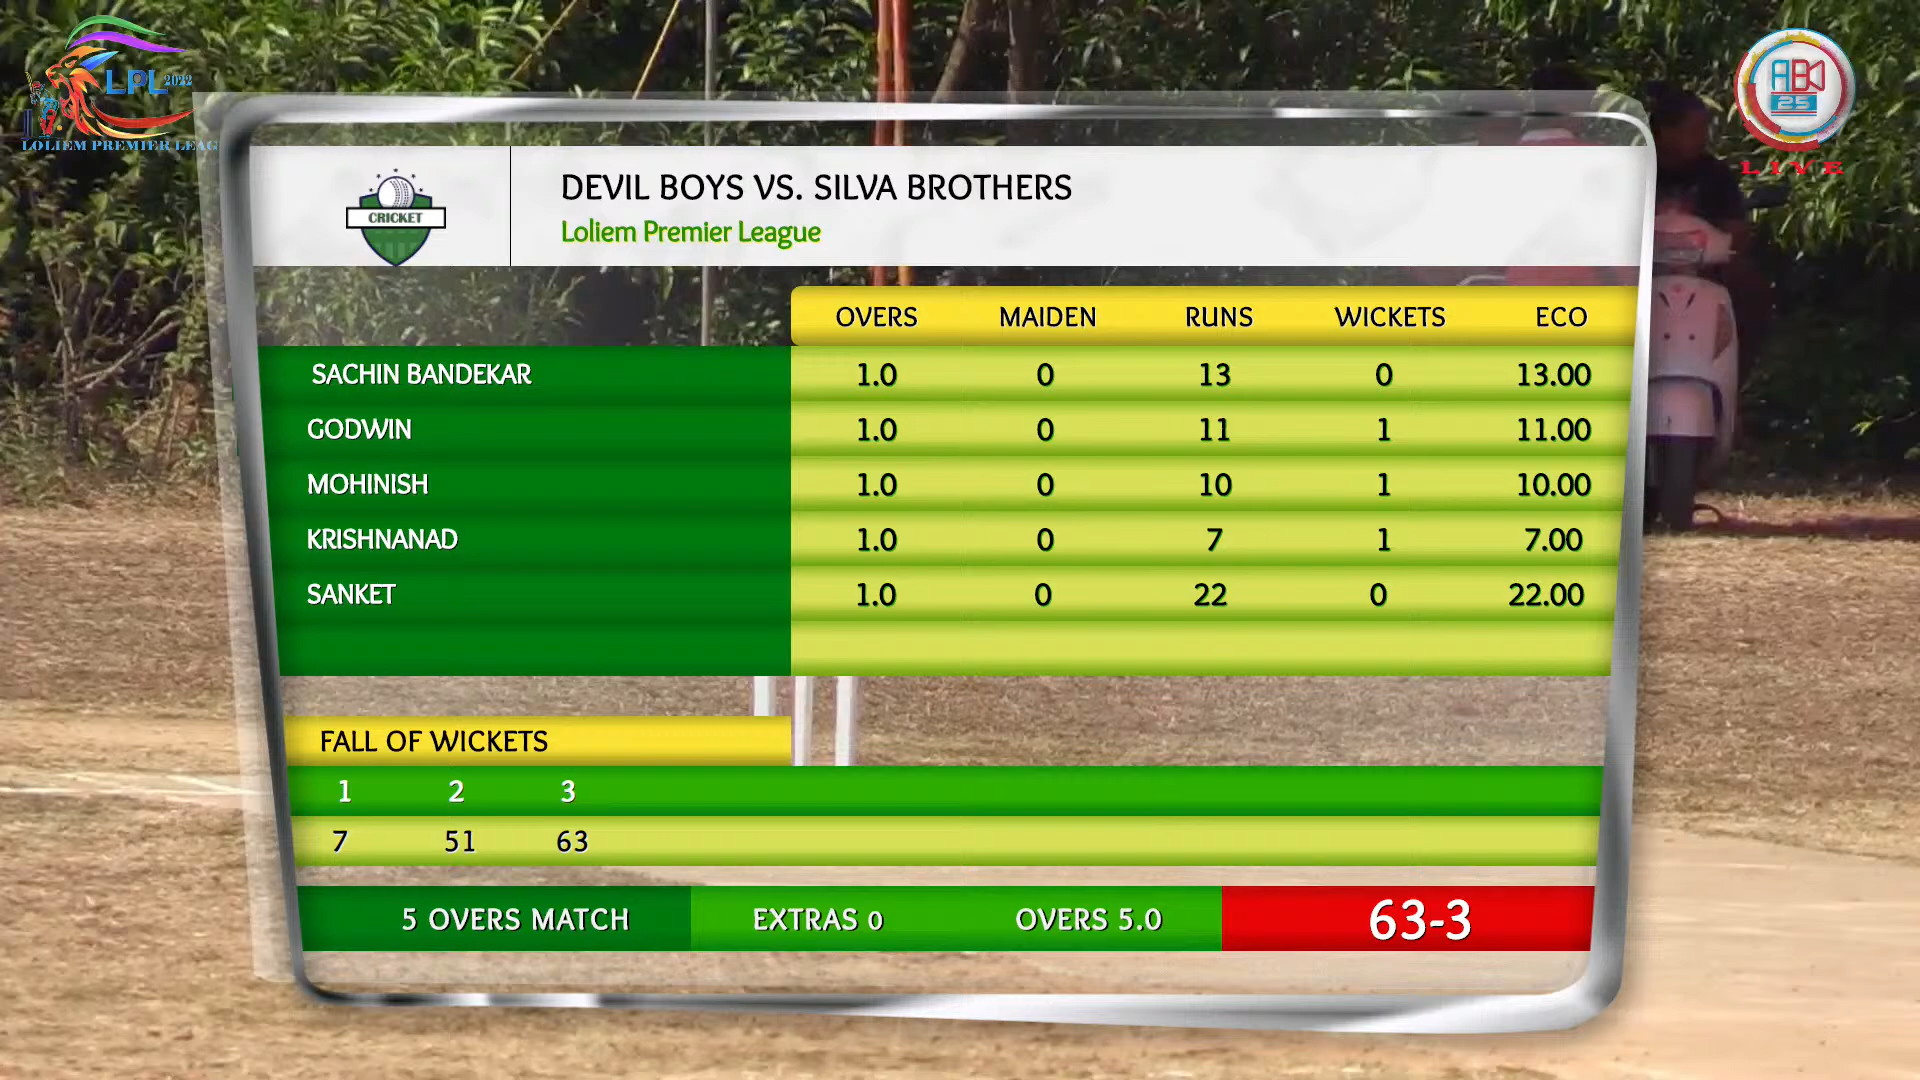 LPL 2022
LOLIEM PREMIER LEAG
ABC
25
LIVE
CRICKET
DEVIL BOYS VS. SILVA BROTHERS
Loliem Premier League
OVERS MAIDEN RUNS WICKETS ECO
SACHIN BANDEKAR 1.0 0 13 0 13.00
GODWIN 1.0 0 11 1 11.00
MOHINISH 1.0 0 10 1 10.00
KRISHNANAD 1.0 0 7 1 7.00
SANKET 1.0 0 22 0 22.00
FALL OF WICKETS
1 2 3
7 51 63
5 OVERS MATCH EXTRAS 0 OVERS 5.0 63-3